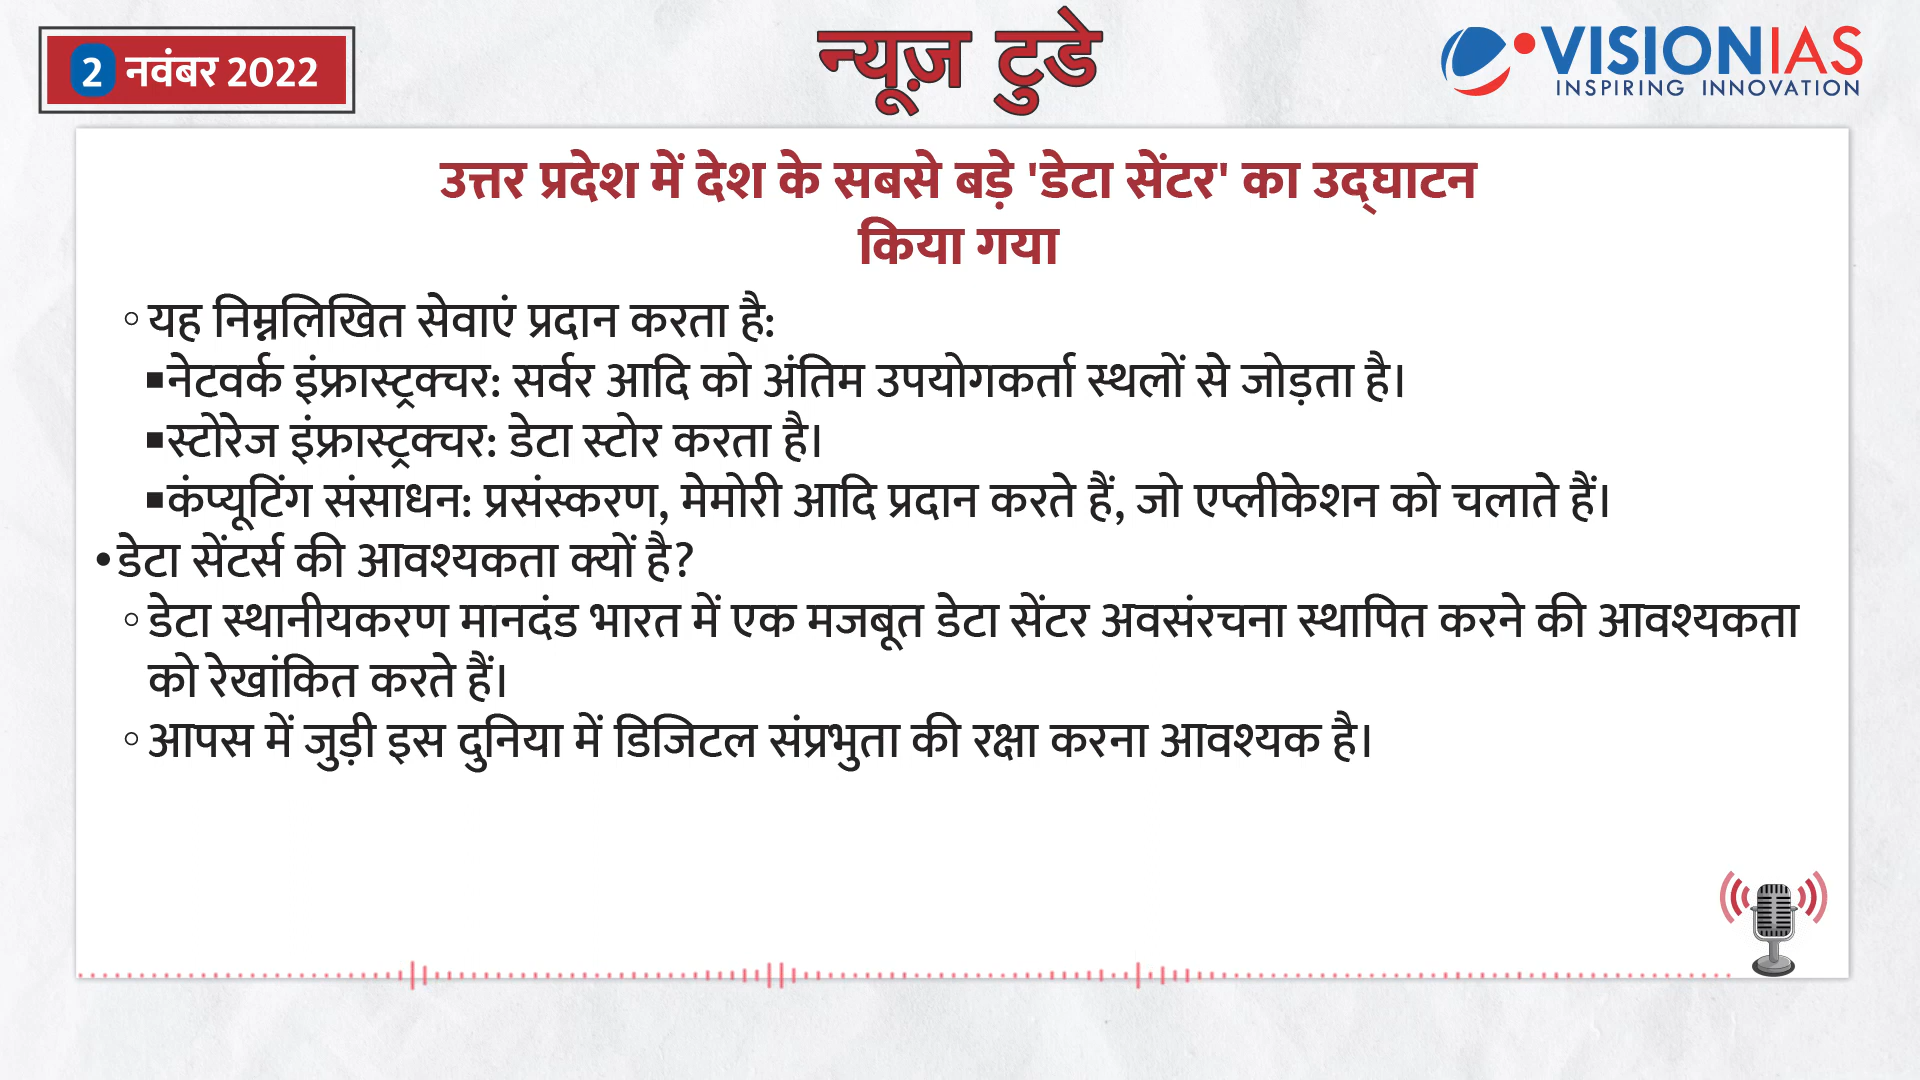 2 नवंबर 2022
न्यूज़ टुडे
VISIONIAS
INSPIRING INNOVATION
उत्तर प्रदेश में देश के सबसे बड़े 'डेटा सेंटर' का उद्घाटन
किया गया
◦ यह निम्नलिखित सेवाएं प्रदान करता है:
▪नेटवर्क इंफ्रास्ट्रक्चर: सर्वर आदि को अंतिम उपयोगकर्ता स्थलों से जोड़ता है।
▪स्टोरेज इंफ्रास्ट्रक्चर: डेटा स्टोर करता है।
▪कंप्यूटिंग संसाधन: प्रसंस्करण, मेमोरी आदि प्रदान करते हैं, जो एप्लीकेशन को चलाते हैं।
•डेटा सेंटर्स की आवश्यकता क्यों है?
◦ डेटा स्थानीयकरण मानदंड भारत में एक मजबूत डेटा सेंटर अवसंरचना स्थापित करने की आवश्यकता
को रेखांकित करते हैं।
◦ आपस में जुड़ी इस दुनिया में डिजिटल संप्रभुता की रक्षा करना आवश्यक है।